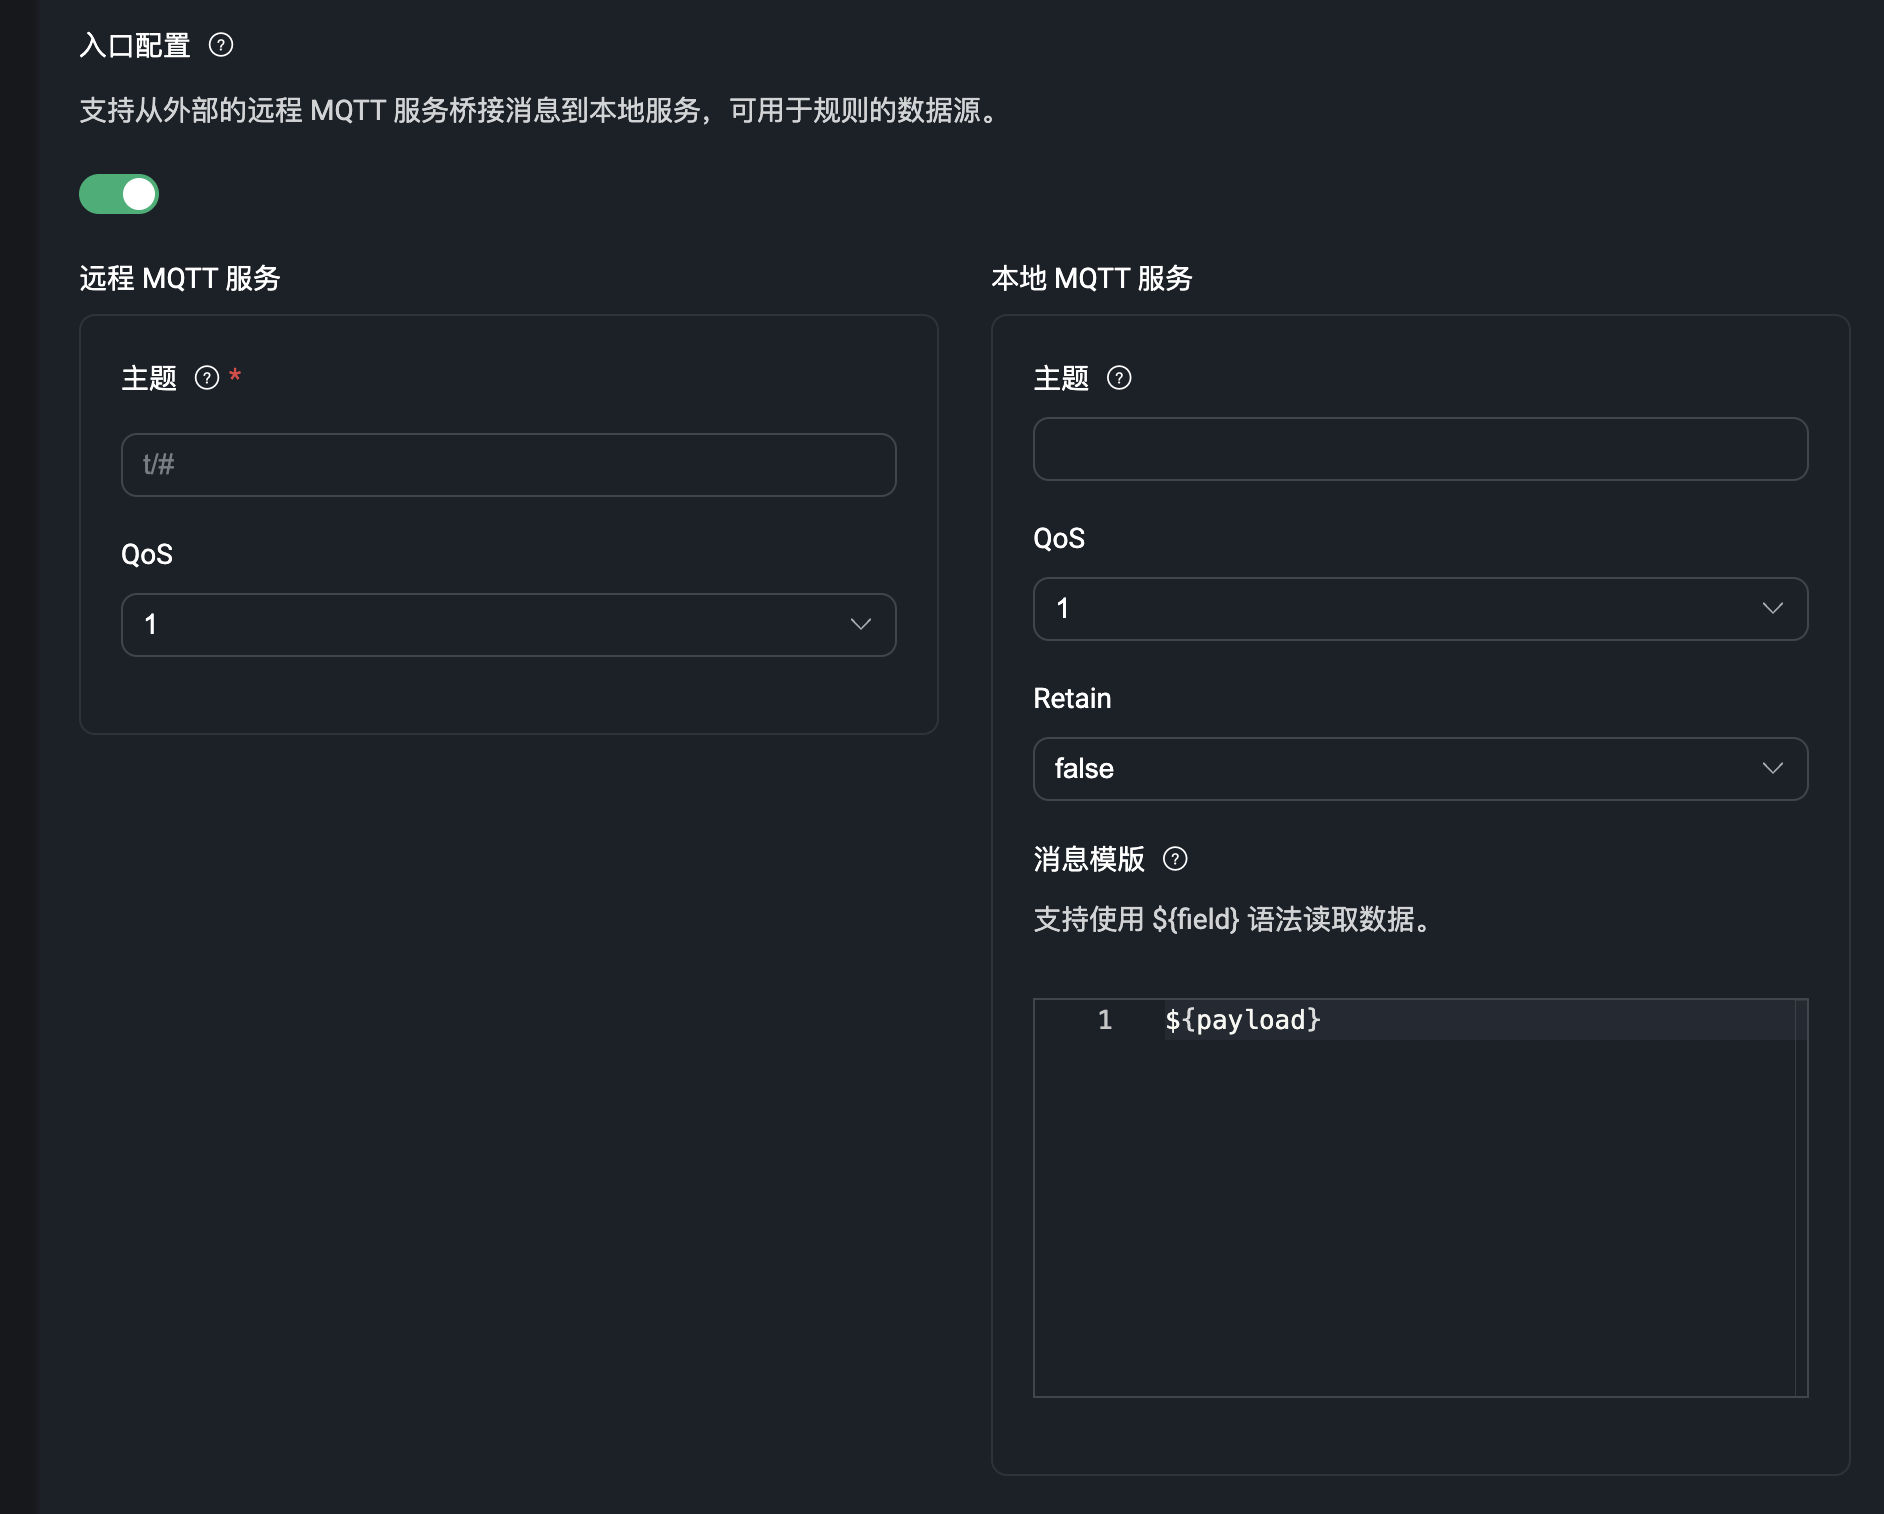 入口配置
支持从外部的远程 MQTT 服务桥接消息到本地服务，可用于规则的数据源。
远程 MQTT 服务
主题 *
t/#
QoS
1
本地 MQTT 服务
主题
QoS
1
Retain
false
消息模版
支持使用 ${field} 语法读取数据。
1 ${payload}